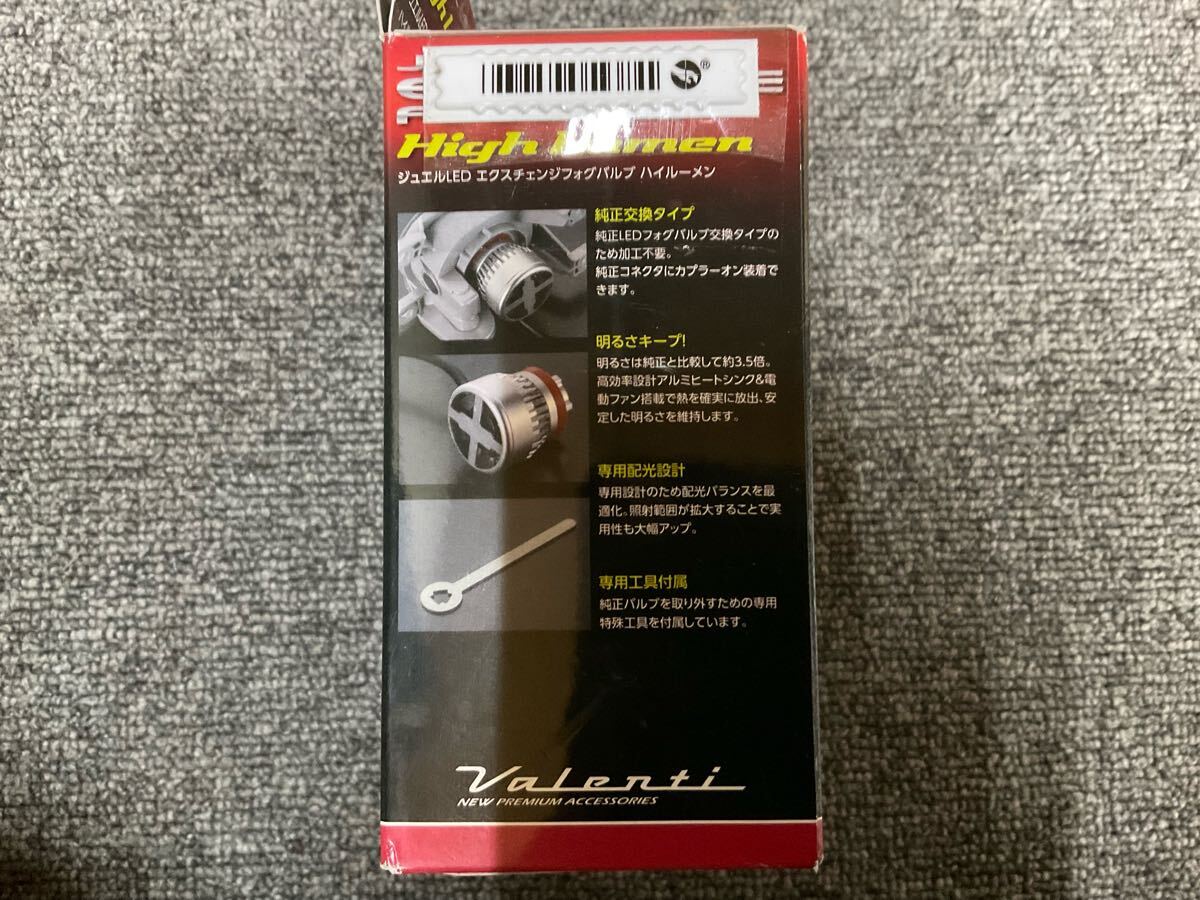 ®
High Lumen
ジュエルLED エクスチェンジフォグバルブ ハイルーメン
純正交換タイプ
純正LEDフォグバルブ交換タイプの
ため加工不要。
純正コネクタにカプラーオン装着で
きます。
明るさキープ!
明るさは純正と比較して約3.5倍。
高効率設計アルミヒートシンク&電
動ファン搭載で熱を確実に放出、安
定した明るさを維持します。
専用配光設計
専用設計のため配光バランスを最
適化。照射範囲が拡大することで実
用性も大幅アップ。
専用工具付属
純正バルブを取り外すための専用
特殊工具を付属しています。
Valenti
NEW PREMIUM ACCESSORIES